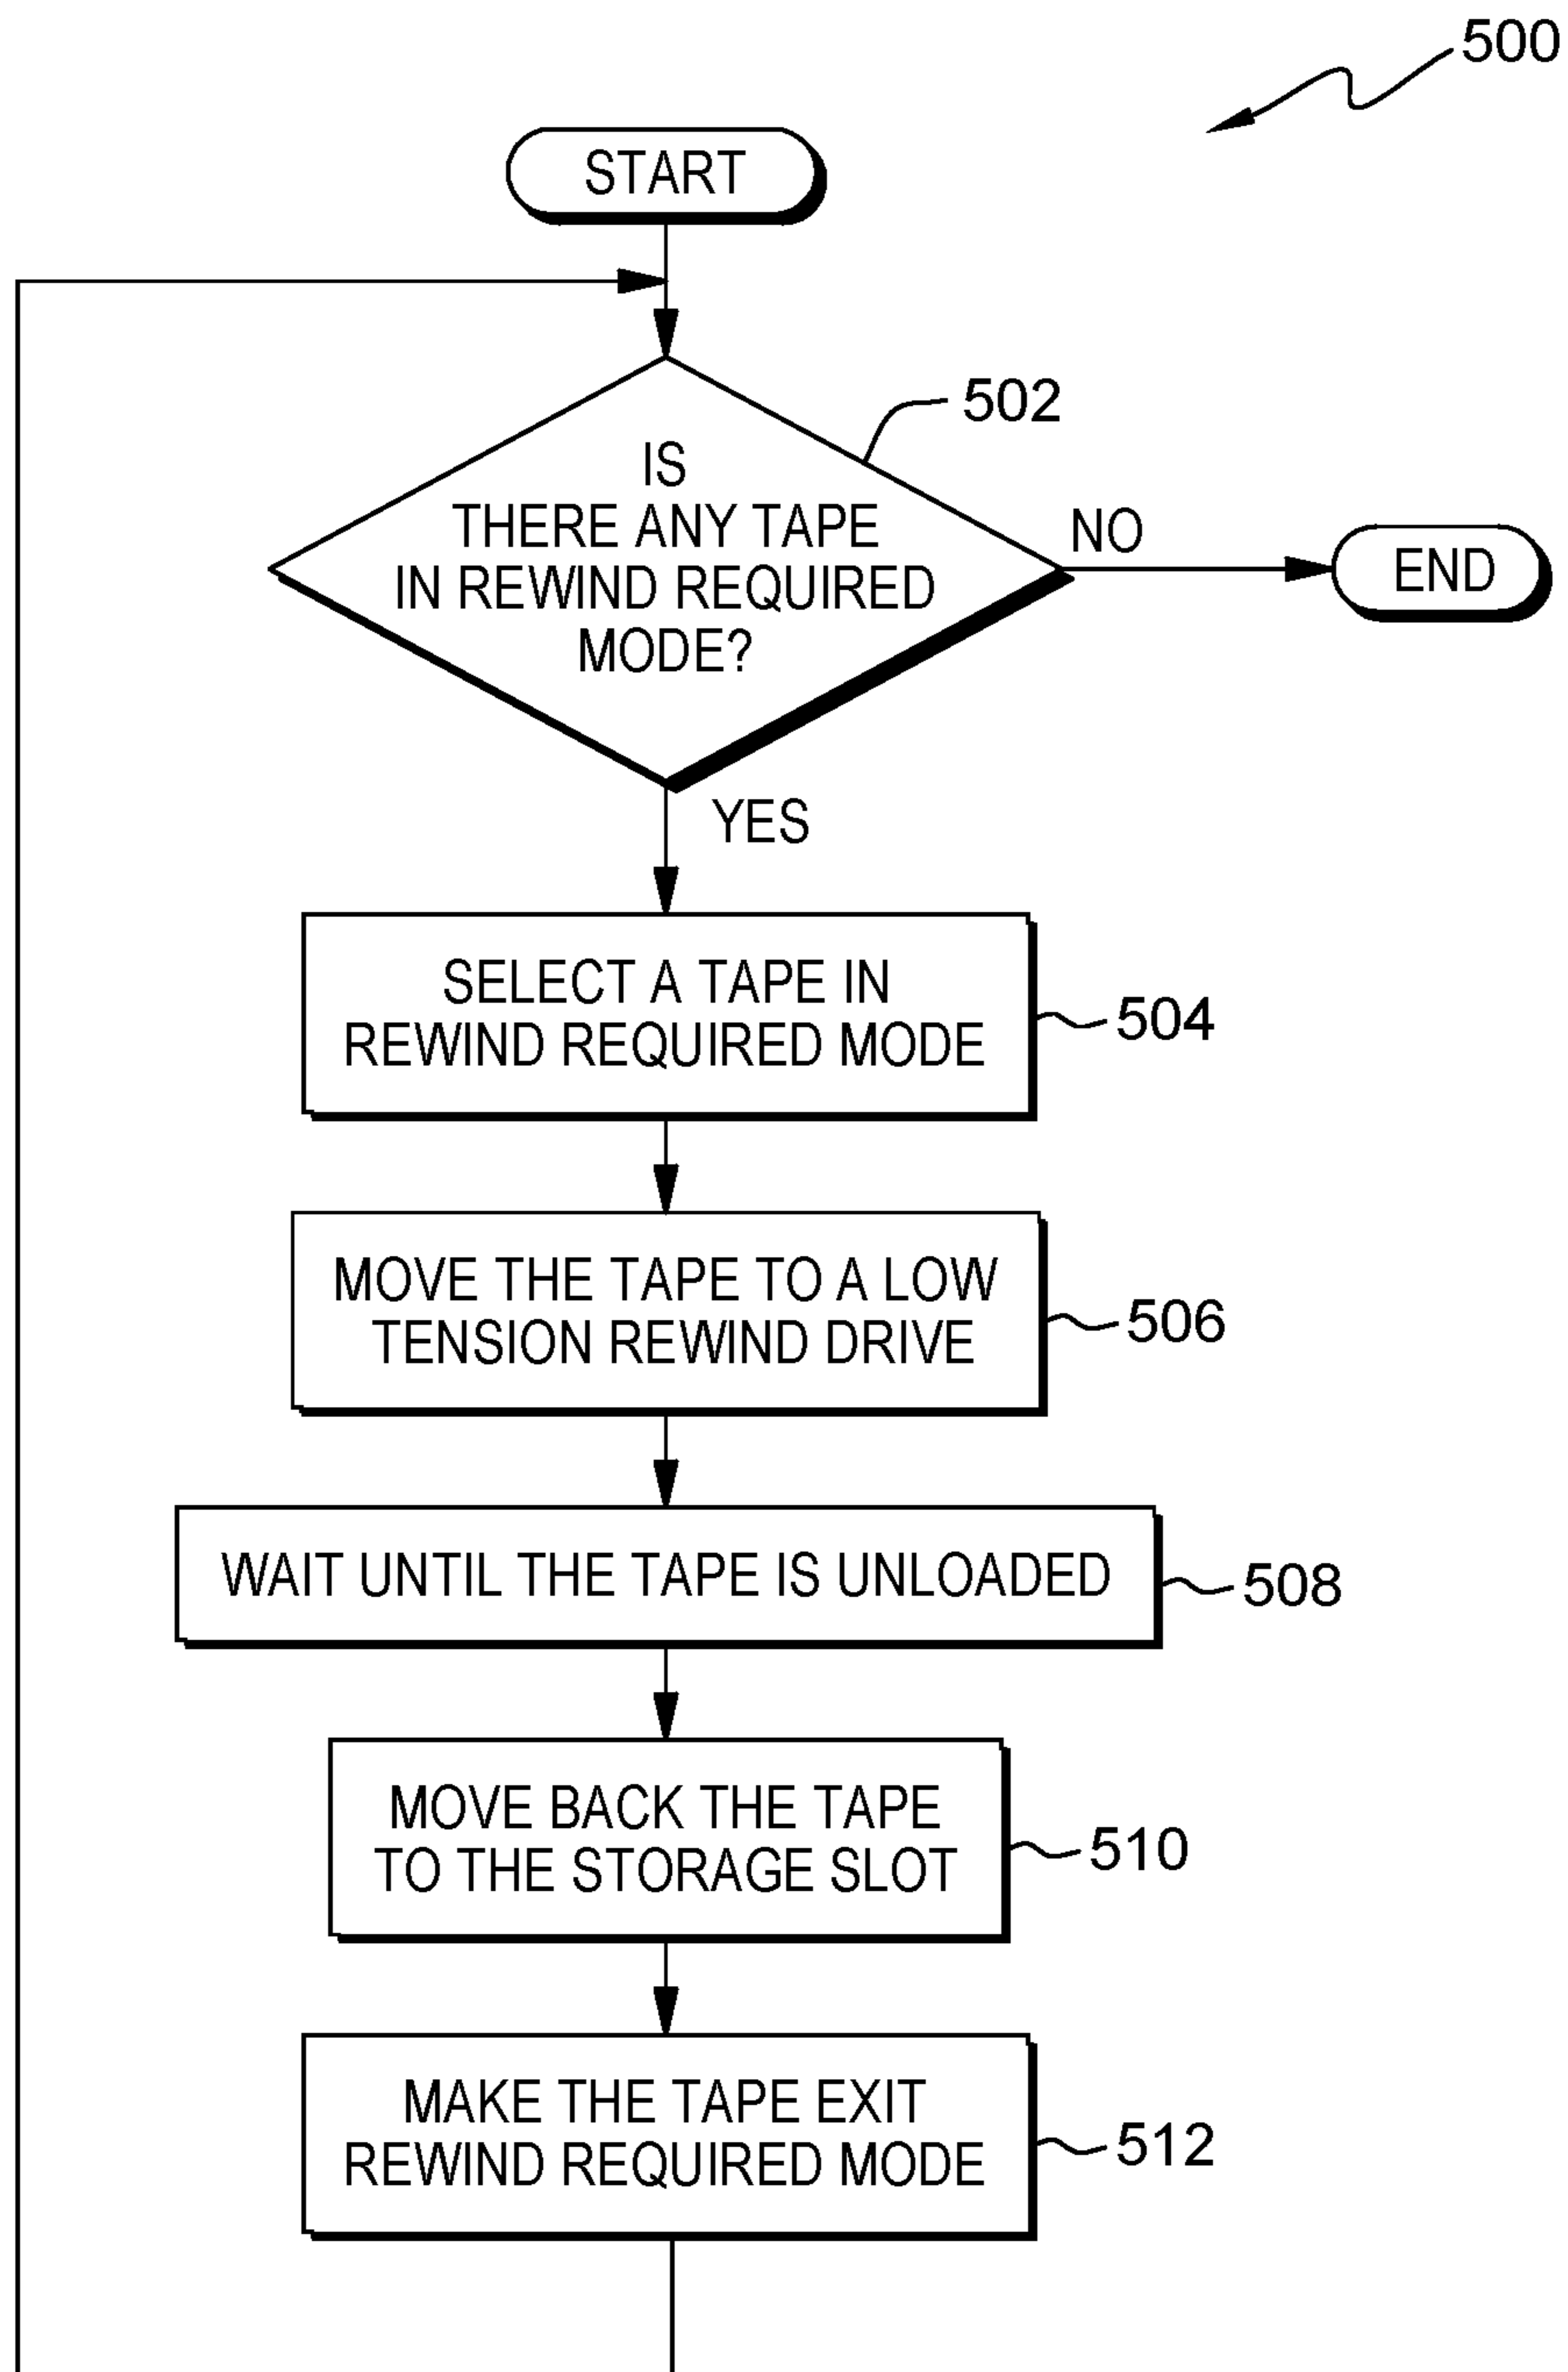 500
START
502
IS
THERE ANY TAPE
IN REWIND REQUIRED
MODE?
NO
END
YES
SELECT A TAPE IN
REWIND REQUIRED MODE
504
MOVE THE TAPE TO A LOW
TENSION REWIND DRIVE
506
WAIT UNTIL THE TAPE IS UNLOADED
508
MOVE BACK THE TAPE
TO THE STORAGE SLOT
510
MAKE THE TAPE EXIT
REWIND REQUIRED MODE
512